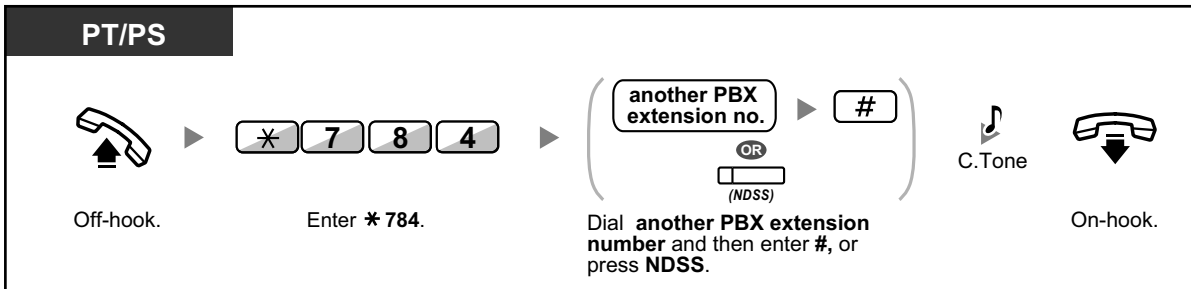 PT/PS
another PBX
extension no.
#
OR
(NDSS)
* 7 8 4
C.Tone
Off-hook.
Enter * 784.
Dial another PBX extension
number and then enter #, or
press NDSS.
On-hook.